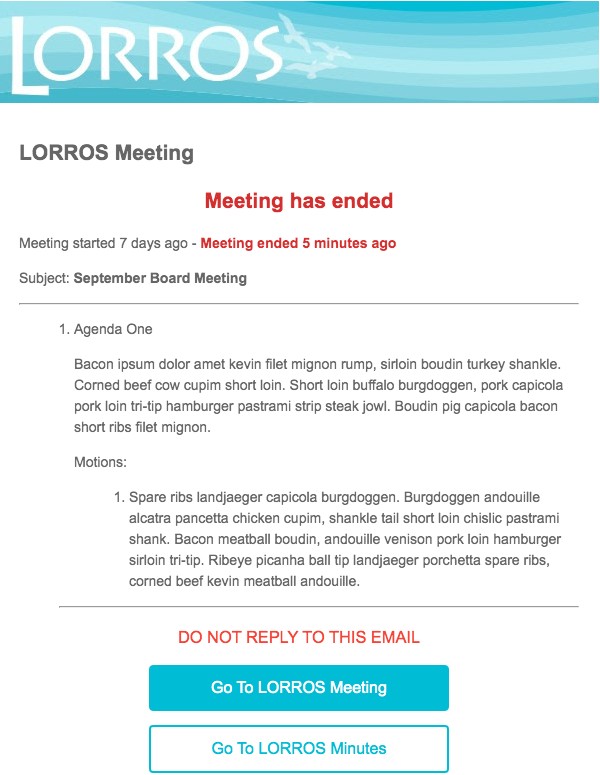 LORROS
LORROS Meeting
Meeting has ended
Meeting started 7 days ago - Meeting ended 5 minutes ago
Subject: September Board Meeting
1. Agenda One
Bacon ipsum dolor amet kevin filet mignon rump, sirloin boudin turkey shankle.
Corned beef cow cupim short loin. Short loin buffalo burgdoggen, pork capicola
pork loin tri-tip hamburger pastrami strip steak jowl. Boudin pig capicola bacon
short ribs filet mignon.
Motions:
1. Spare ribs landjaeger capicola burgdoggen. Burgdoggen andouille
alcatra pancetta chicken cupim, shankle tail short loin chislic pastrami
shank. Bacon meatball boudin, andouille venison pork loin hamburger
sirloin tri-tip. Ribeye picanha ball tip landjaeger porchetta spare ribs,
corned beef kevin meatball andouille.
DO NOT REPLY TO THIS EMAIL
Go To LORROS Meeting
Go To LORROS Minutes